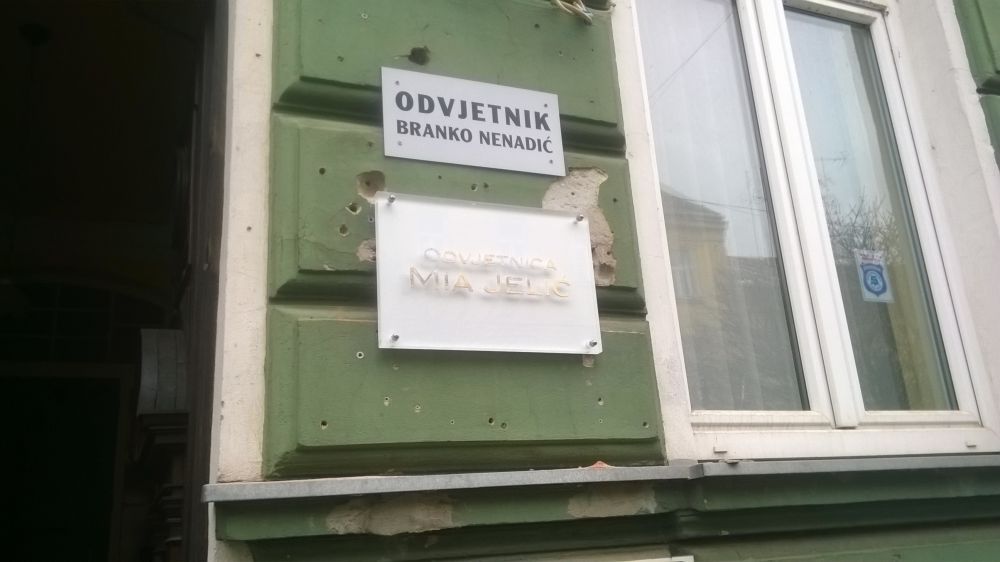 ODVJETNIK
BRANKO NENADIĆ
ODVJETNICA
MIA JELIĆ